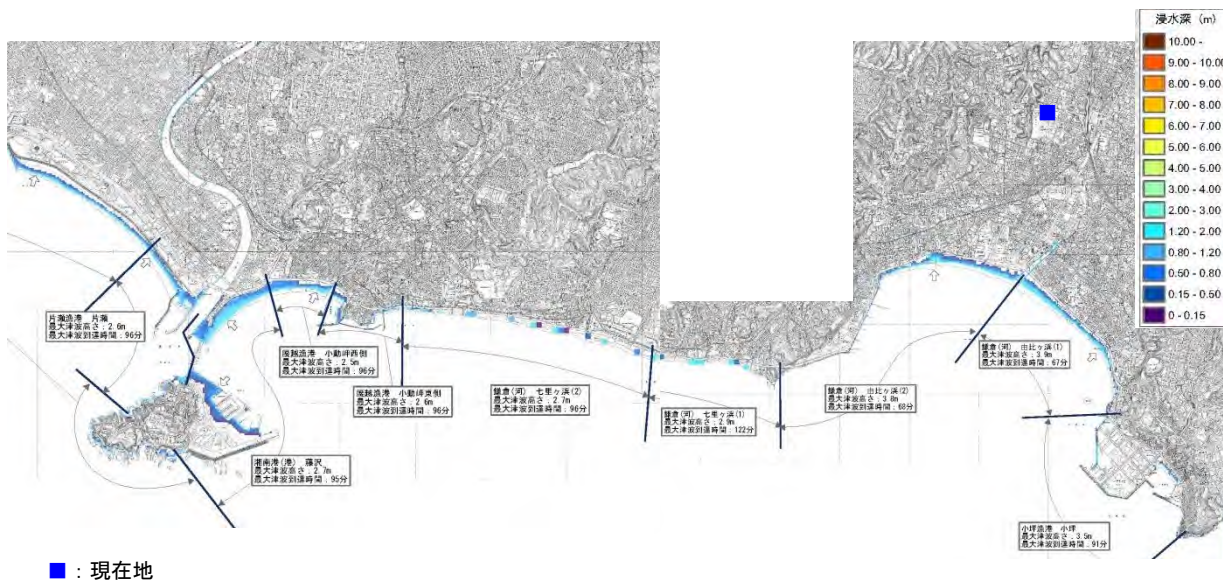 浸水深 (m)
10.00 -
9.00 - 10.00
8.00 - 9.00
7.00 - 8.00
6.00 - 7.00
5.00 - 6.00
4.00 - 5.00
3.00 - 4.00
2.00 - 3.00
1.20 - 2.00
0.80 - 1.20
0.50 - 0.80
0.15 - 0.50
0 - 0.15
片瀬漁港 片瀬
最大津波高さ：2.6m
最大津波到達時間：96分
腰越漁港 小動岬西側
最大津波高さ：2.5m
最大津波到達時間：96分
腰越漁港 小動岬東側
最大津波高さ：2.6m
最大津波到達時間：96分
鎌倉(河) 七里ヶ浜(2)
最大津波高さ：2.7m
最大津波到達時間：96分
鎌倉(河) 七里ヶ浜(1)
最大津波高さ：2.9m
最大津波到達時間：122分
鎌倉(河) 由比ヶ浜(2)
最大津波高さ：3.8m
最大津波到達時間：68分
鎌倉(河) 由比ヶ浜(1)
最大津波高さ：3.9m
最大津波到達時間：67分
湘南港(港) 藤沢
最大津波高さ：2.7m
最大津波到達時間：95分
小坪漁港 小坪
最大津波高さ：3.5m
最大津波到達時間：91分
■：現在地